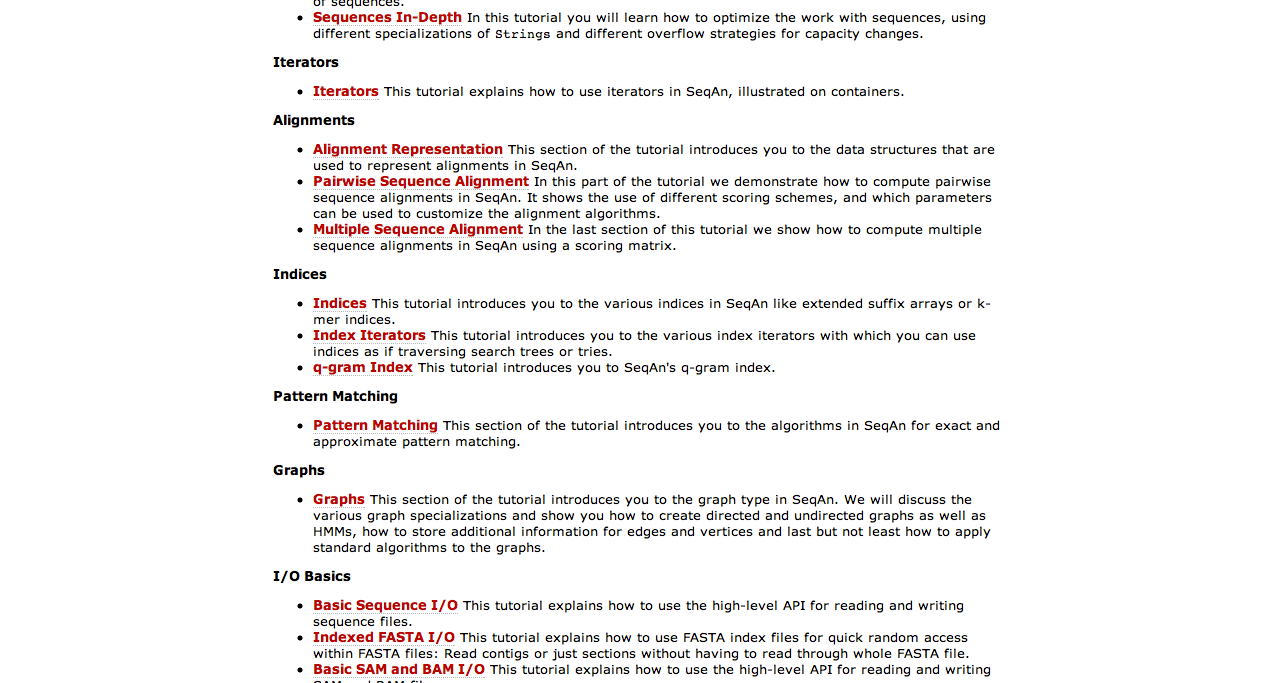 of sequences.
Sequences In-Depth In this tutorial you will learn how to optimize the work with sequences, using
different specializations of Strings and different overflow strategies for capacity changes.
Iterators
Iterators This tutorial explains how to use iterators in SeqAn, illustrated on containers.
Alignments
Alignment Representation This section of the tutorial introduces you to the data structures that are
used to represent alignments in SeqAn.
Pairwise Sequence Alignment In this part of the tutorial we demonstrate how to compute pairwise
sequence alignments in SeqAn. It shows the use of different scoring schemes, and which parameters
can be used to customize the alignment algorithms.
Multiple Sequence Alignment In the last section of this tutorial we show how to compute multiple
sequence alignments in SeqAn using a scoring matrix.
Indices
Indices This tutorial introduces you to the various indices in SeqAn like extended suffix arrays or k-
mer indices.
Index Iterators This tutorial introduces you to the various index iterators with which you can use
indices as if traversing search trees or tries.
q-gram Index This tutorial introduces you to SeqAn's q-gram index.
Pattern Matching
Pattern Matching This section of the tutorial introduces you to the algorithms in SeqAn for exact and
approximate pattern matching.
Graphs
Graphs This section of the tutorial introduces you to the graph type in SeqAn. We will discuss the
various graph specializations and show you how to create directed and undirected graphs as well as
HMMs, how to store additional information for edges and vertices and last but not least how to apply
standard algorithms to the graphs.
I/O Basics
Basic Sequence I/O This tutorial explains how to use the high-level API for reading and writing
sequence files.
Indexed FASTA I/O This tutorial explains how to use FASTA index files for quick random access
within FASTA files: Read contigs or just sections without having to read through whole FASTA file.
Basic SAM and BAM I/O This tutorial explains how to use the high-level API for reading and writing